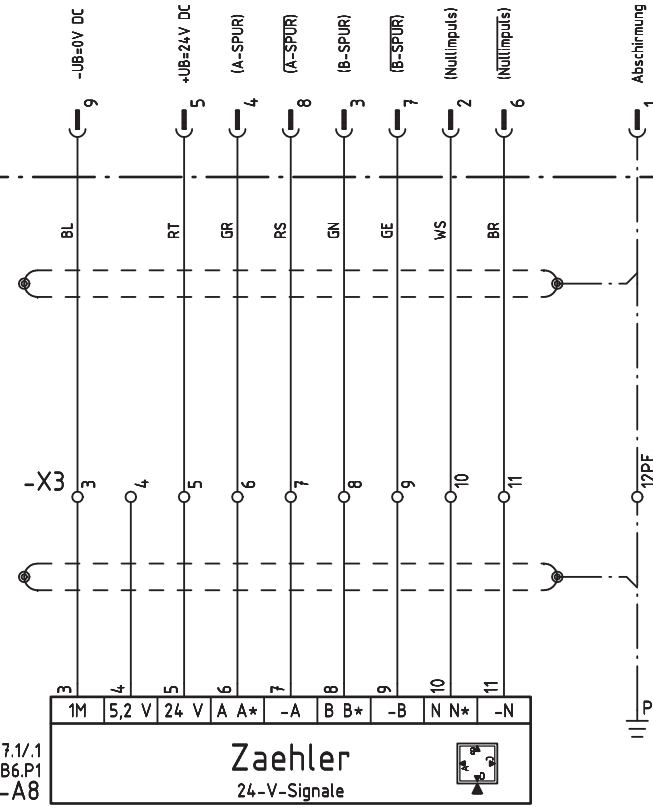 -UB=0V DC
+UB=24V DC
(A-SPUR)
(A-SPUR)
(B-SPUR)
(B-SPUR)
(Nullimpuls)
(Nullimpuls)
Abschirmung
9
5
4
8
3
7
2
6
1
BL
RT
GR
RS
GN
GE
WS
BR
-X3
3
4
5
6
7
8
9
10
11
12PE
3
4
5
6
7
8
9
10
11
1M
5,2 V
24 V
A A*
-A
B B*
-B
N N*
-N
P
7.1/.1
B6.P1
-A8
Zaehler
24-V-Signale